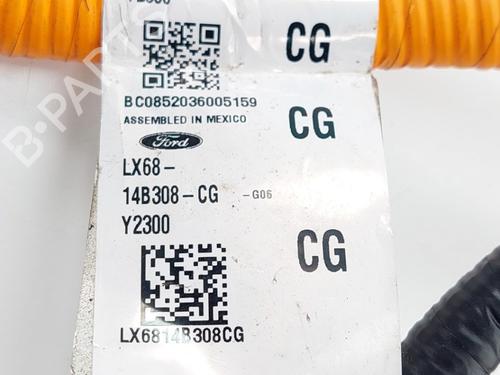 CG
BC0852036005159
ASSEMBLED IN MEXICO
CG
Ford
LX68-
14B308-CG -G06
Y2300
CG
LX6814B308CG
B-PARTS